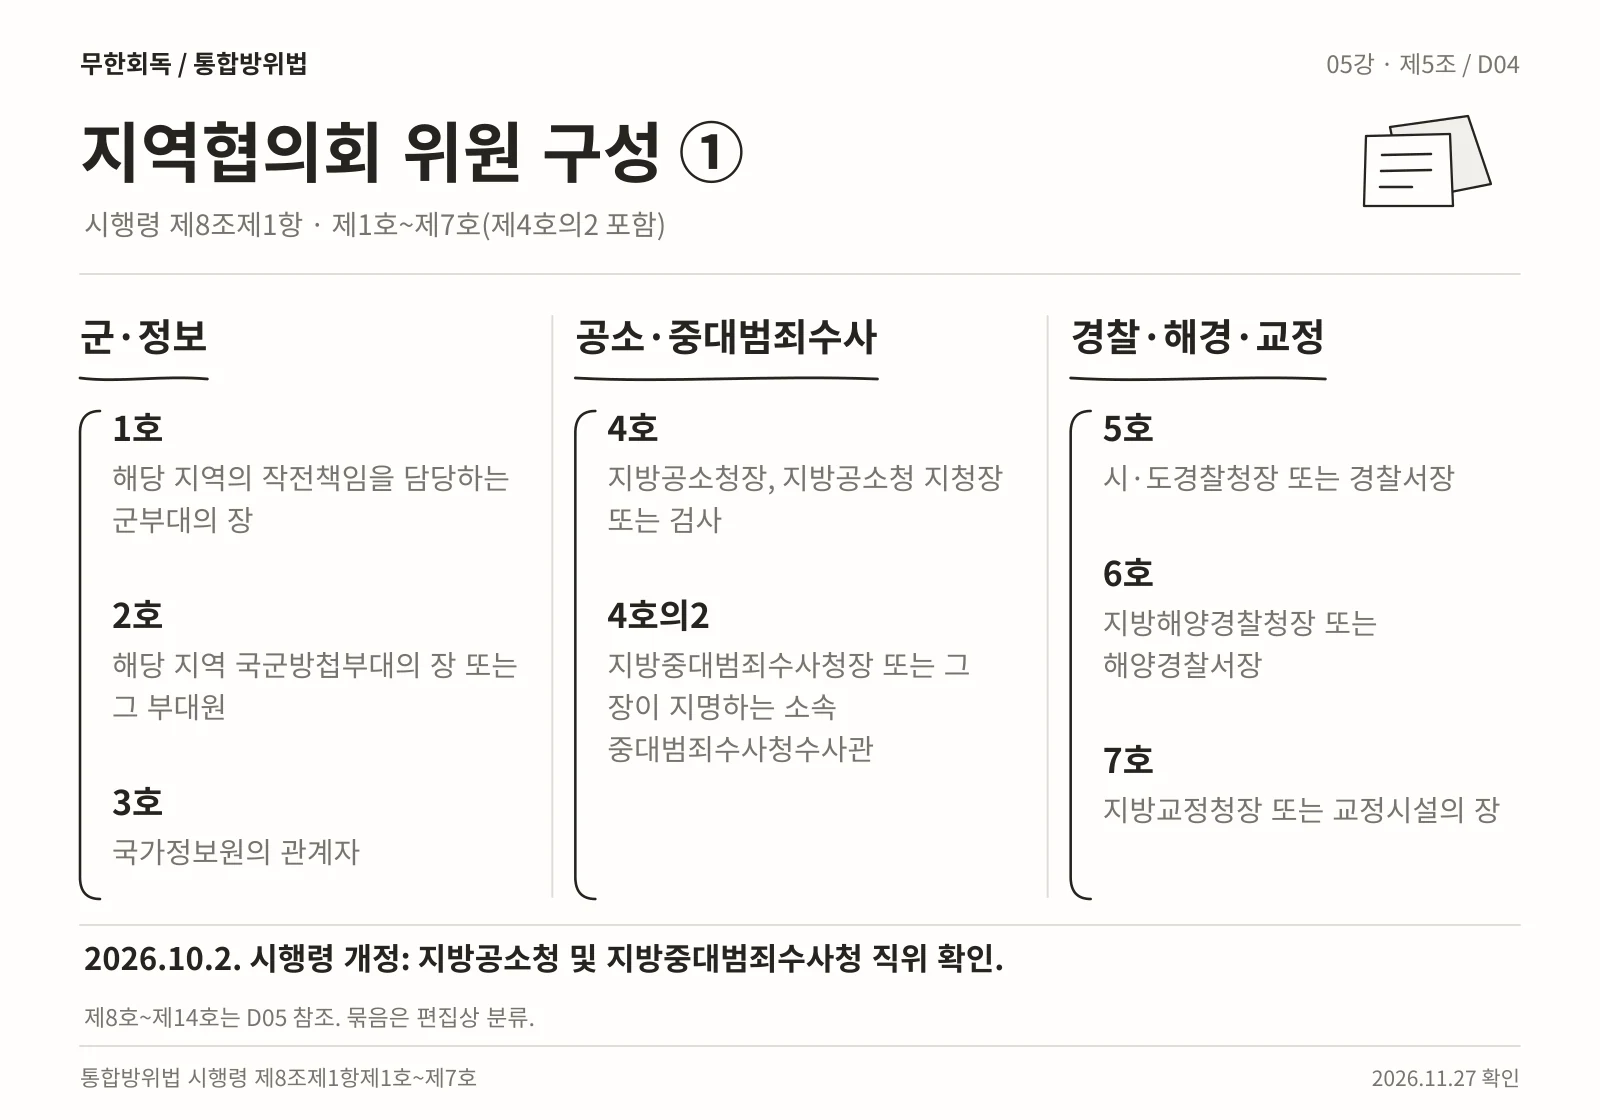 무한회독 / 통합방위법
05강 · 제5조 / D04
지역협의회 위원 구성 ①
시행령 제8조제1항 · 제1호~제7호(제4호의2 포함)
군·정보
1호
해당 지역의 작전책임을 담당하는
군부대의 장
2호
해당 지역 국군방첩부대의 장 또는
그 부대원
3호
국가정보원의 관계자
공소·중대범죄수사
4호
지방공소청장, 지방공소청 지청장
또는 검사
4호의2
지방중대범죄수사청장 또는 그
장이 지명하는 소속
중대범죄수사청수사관
경찰·해경·교정
5호
시·도경찰청장 또는 경찰서장
6호
지방해양경찰청장 또는
해양경찰서장
7호
지방교정청장 또는 교정시설의 장
2026.10.2. 시행령 개정: 지방공소청 및 지방중대범죄수사청 직위 확인.
제8호~제14호는 D05 참조. 묶음은 편집상 분류.
통합방위법 시행령 제8조제1항제1호~제7호
2026.11.27 확인